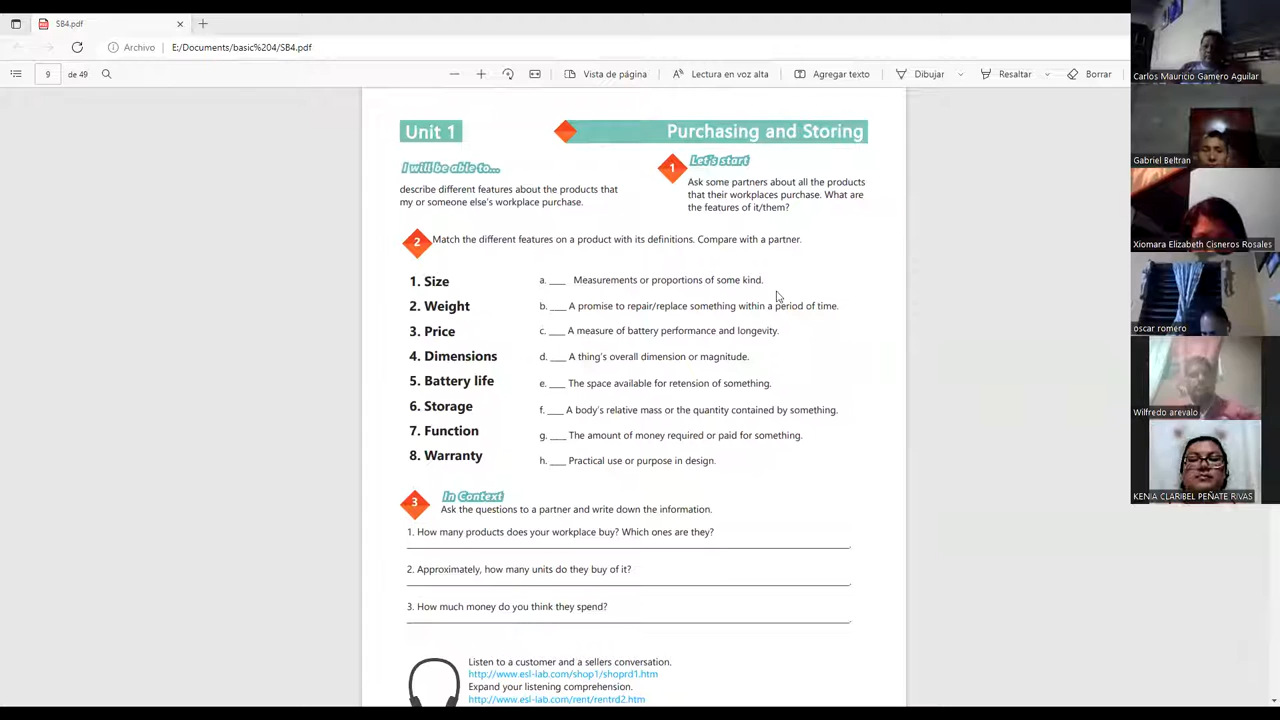 SB4.pdf
Archivo
E:/Documents/basic%204/SB4.pdf
9
de 49
Vista de página
Lectura en voz alta
Agregar texto
Dibujar
Resaltar
Borrar
Unit 1
Purchasing and Storing
I will be able to...
describe different features about the products that
my or someone else's workplace purchase.
1
Let's start
Ask some partners about all the products
that their workplaces purchase. What are
the features of it/them?
2
Match the different features on a product with its definitions. Compare with a partner.
1. Size
2. Weight
3. Price
4. Dimensions
5. Battery life
6. Storage
7. Function
8. Warranty
a. ___ Measurements or proportions of some kind.
b. ___ A promise to repair/replace something within a period of time.
c. ___ A measure of battery performance and longevity.
d. ___ A thing's overall dimension or magnitude.
e. ___ The space available for retension of something.
f. ___ A body's relative mass or the quantity contained by something.
g. ___ The amount of money required or paid for something.
h. ___ Practical use or purpose in design.
3
In Context
Ask the questions to a partner and write down the information.
1. How many products does your workplace buy? Which ones are they?
2. Approximately, how many units do they buy of it?
3. How much money do you think they spend?
Listen to a customer and a sellers conversation.
http://www.esl-lab.com/shop1/shoprd1.htm
Expand your listening comprehension.
http://www.esl-lab.com/rent/rentrd2.htm
Carlos Mauricio Gamero Aguilar
Gabriel Beltran
Xiomara Elizabeth Cisneros Rosales
oscar romero
Wilfredo arevalo
KENIA CLARIBEL PEÑATE RIVAS